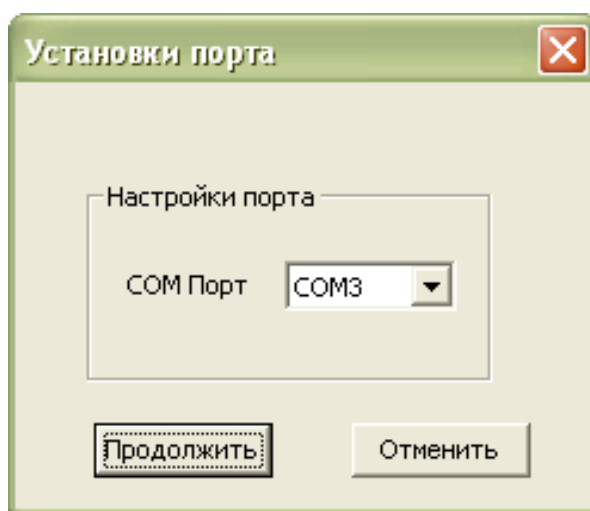 Установки порта
Настройки порта
COM Порт COM3
Продолжить Отменить